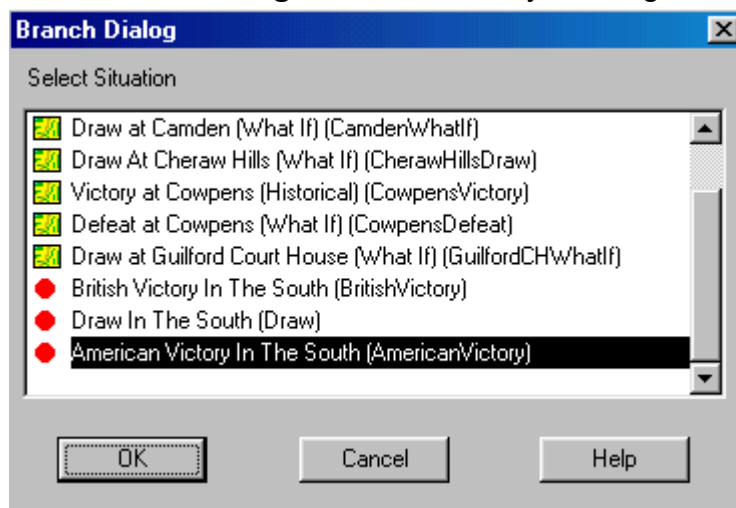 Branch Dialog
Select Situation
Draw at Camden (What If) (CamdenWhatIf)
Draw At Cheraw Hills (What If) (CherawHillsDraw)
Victory at Cowpens (Historical) (CowpensVictory)
Defeat at Cowpens (What If) (CowpensDefeat)
Draw at Guilford Court House (What If) (GuilfordCHWhatIf)
British Victory In The South (BritishVictory)
Draw In The South (Draw)
American Victory In The South (AmericanVictory)
OK Cancel Help